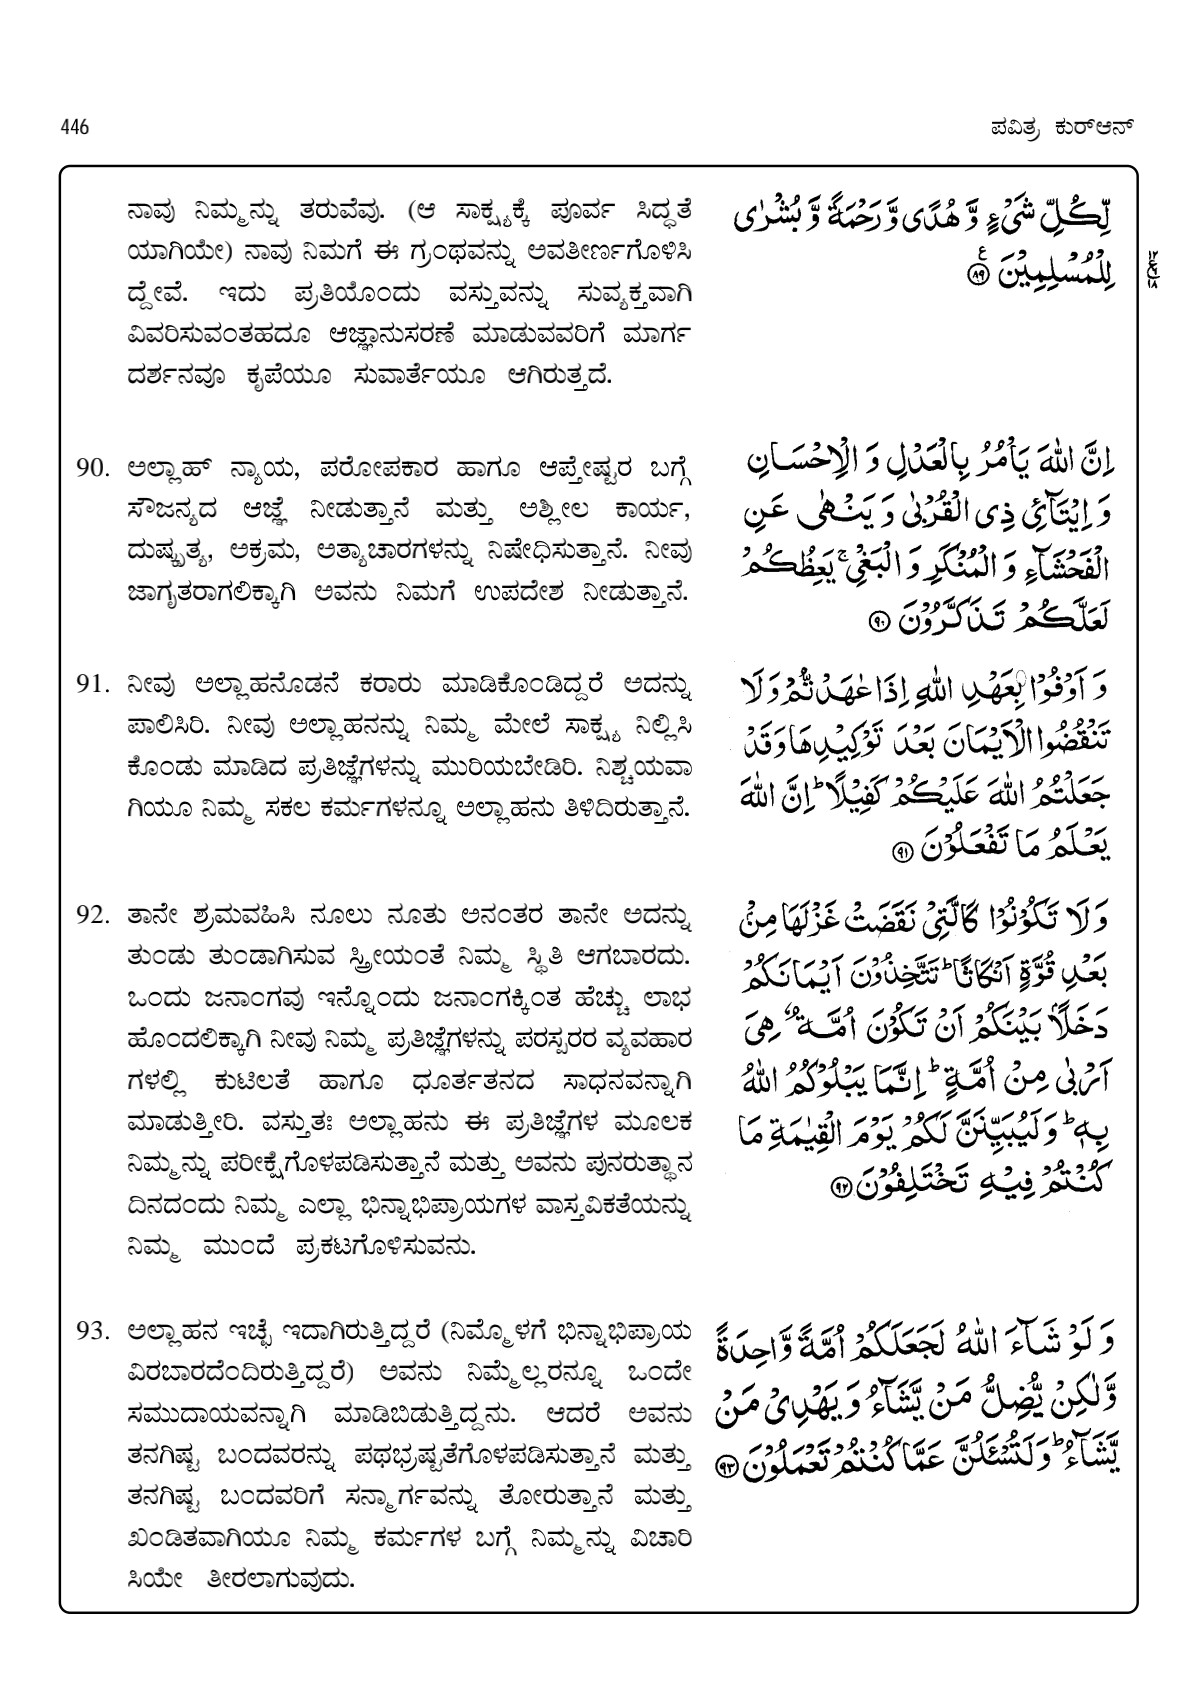 446
ಪವಿತ್ರ ಕುರ್‌ಆನ್
ನಾವು ನಿಮ್ಮನ್ನು ತರುವೆವು. (ಆ ಸಾಕ್ಷ್ಯಕ್ಕೆ ಪೂರ್ವ ಸಿದ್ಧತೆ
ಯಾಗಿಯೇ) ನಾವು ನಿಮಗೆ ಈ ಗ್ರಂಥವನ್ನು ಅವತೀರ್ಣಗೊಳಿಸಿ
ದ್ದೇವೆ. ಇದು ಪ್ರತಿಯೊಂದು ವಸ್ತುವನ್ನು ಸುವ್ಯಕ್ತವಾಗಿ
ವಿವರಿಸುವಂತಹದೂ ಆಜ್ಞಾನುಸರಣೆ ಮಾಡುವವರಿಗೆ ಮಾರ್ಗ
ದರ್ಶನವೂ ಕೃಪೆಯೂ ಸುವಾರ್ತೆಯೂ ಆಗಿರುತ್ತದೆ.
لِّكُلِّ شَىْءٍ وَّ هُدًى وَّ رَحْمَةً وَّ بُشْرٰى
لِلْمُسْلِمِيْنَ ۝۸۹
90. ಅಲ್ಲಾಹ್ ನ್ಯಾಯ, ಪರೋಪಕಾರ ಹಾಗೂ ಆಪ್ತೇಷ್ಟರ ಬಗ್ಗೆ
ಸೌಜನ್ಯದ ಆಜ್ಞೆ ನೀಡುತ್ತಾನೆ ಮತ್ತು ಅಶ್ಲೀಲ ಕಾರ್ಯ,
ದುಷ್ಕೃತ್ಯ, ಅಕ್ರಮ, ಅತ್ಯಾಚಾರಗಳನ್ನು ನಿಷೇಧಿಸುತ್ತಾನೆ. ನೀವು
ಜಾಗೃತರಾಗಲಿಕ್ಕಾಗಿ ಅವನು ನಿಮಗೆ ಉಪದೇಶ ನೀಡುತ್ತಾನೆ.
اِنَّ اللّٰهَ يَاْمُرُ بِالْعَدْلِ وَ الْاِحْسَانِ
وَ اِيْتَآئِ ذِى الْقُرْبٰى وَ يَنْهٰى عَنِ
الْفَحْشَآءِ وَ الْمُنْكَرِ وَ الْبَغْىِ ۚ يَعِظُكُمْ
لَعَلَّكُمْ تَذَكَّرُوْنَ ۝۹۰
91. ನೀವು ಅಲ್ಲಾಹನೊಡನೆ ಕರಾರು ಮಾಡಿಕೊಂಡಿದ್ದರೆ ಅದನ್ನು
ಪಾಲಿಸಿರಿ. ನೀವು ಅಲ್ಲಾಹನನ್ನು ನಿಮ್ಮ ಮೇಲೆ ಸಾಕ್ಷ್ಯ ನಿಲ್ಲಿಸಿ
ಕೊಂಡು ಮಾಡಿದ ಪ್ರತಿಜ್ಞೆಗಳನ್ನು ಮುರಿಯಬೇಡಿರಿ. ನಿಶ್ಚಯವಾ
ಗಿಯೂ ನಿಮ್ಮ ಸಕಲ ಕರ್ಮಗಳನ್ನೂ ಅಲ್ಲಾಹನು ತಿಳಿದಿರುತ್ತಾನೆ.
وَ اَوْفُوْا بِعَهْدِ اللّٰهِ اِذَا عٰهَدْتُّمْ وَ لَا
تَنْقُضُوا الْاَيْمَانَ بَعْدَ تَوْكِيْدِهَا وَ قَدْ
جَعَلْتُمُ اللّٰهَ عَلَيْكُمْ كَفِيْلًا ؕ اِنَّ اللّٰهَ
يَعْلَمُ مَا تَفْعَلُوْنَ ۝۹۱
92. ತಾನೇ ಶ್ರಮವಹಿಸಿ ನೂಲು ನೂತು ಅನಂತರ ತಾನೇ ಅದನ್ನು
ತುಂಡು ತುಂಡಾಗಿಸುವ ಸ್ತ್ರೀಯಂತೆ ನಿಮ್ಮ ಸ್ಥಿತಿ ಆಗಬಾರದು.
ಒಂದು ಜನಾಂಗವು ಇನ್ನೊಂದು ಜನಾಂಗಕ್ಕಿಂತ ಹೆಚ್ಚು ಲಾಭ
ಹೊಂದಲಿಕ್ಕಾಗಿ ನೀವು ನಿಮ್ಮ ಪ್ರತಿಜ್ಞೆಗಳನ್ನು ಪರಸ್ಪರರ ವ್ಯವಹಾರ
ಗಳಲ್ಲಿ ಕುಟಿಲತೆ ಹಾಗೂ ಧೂರ್ತತನದ ಸಾಧನವನ್ನಾಗಿ
ಮಾಡುತ್ತೀರಿ. ವಸ್ತುತಃ ಅಲ್ಲಾಹನು ಈ ಪ್ರತಿಜ್ಞೆಗಳ ಮೂಲಕ
ನಿಮ್ಮನ್ನು ಪರೀಕ್ಷೆಗೊಳಪಡಿಸುತ್ತಾನೆ ಮತ್ತು ಅವನು ಪುನರುತ್ಥಾನ
ದಿನದಂದು ನಿಮ್ಮ ಎಲ್ಲಾ ಭಿನ್ನಾಭಿಪ್ರಾಯಗಳ ವಾಸ್ತವಿಕತೆಯನ್ನು
ನಿಮ್ಮ ಮುಂದೆ ಪ್ರಕಟಗೊಳಿಸುವನು.
وَ لَا تَكُوْنُوْا كَالَّتِىْ نَقَضَتْ غَزْلَهَا مِنْۢ
بَعْدِ قُوَّةٍ اَنْكَاثًا ؕ تَتَّخِذُوْنَ اَيْمَانَكُمْ
دَخَلًاۢ بَيْنَكُمْ اَنْ تَكُوْنَ اُمَّةٌ هِىَ
اَرْبٰى مِنْ اُمَّةٍ ؕ اِنَّمَا يَبْلُوْكُمُ اللّٰهُ
بِهٖ ؕ وَ لَيُبَيِّنَنَّ لَكُمْ يَوْمَ الْقِيٰمَةِ مَا
كُنْتُمْ فِيْهِ تَخْتَلِفُوْنَ ۝۹۲
93. ಅಲ್ಲಾಹನ ಇಚ್ಛೆ ಇದಾಗಿರುತ್ತಿದ್ದರೆ (ನಿಮ್ಮೊಳಗೆ ಭಿನ್ನಾಭಿಪ್ರಾಯ
ವಿರಬಾರದೆಂದಿರುತ್ತಿದ್ದರೆ) ಅವನು ನಿಮ್ಮೆಲ್ಲರನ್ನೂ ಒಂದೇ
ಸಮುದಾಯವನ್ನಾಗಿ ಮಾಡಿಬಿಡುತ್ತಿದ್ದನು. ಆದರೆ ಅವನು
ತನಗಿಷ್ಟ ಬಂದವರನ್ನು ಪಥಭ್ರಷ್ಟತೆಗೊಳಪಡಿಸುತ್ತಾನೆ ಮತ್ತು
ತನಗಿಷ್ಟ ಬಂದವರಿಗೆ ಸನ್ಮಾರ್ಗವನ್ನು ತೋರುತ್ತಾನೆ ಮತ್ತು
ಖಂಡಿತವಾಗಿಯೂ ನಿಮ್ಮ ಕರ್ಮಗಳ ಬಗ್ಗೆ ನಿಮ್ಮನ್ನು ವಿಚಾರಿ
ಸಿಯೇ ತೀರಲಾಗುವುದು.
وَ لَوْ شَآءَ اللّٰهُ لَجَعَلَكُمْ اُمَّةً وَّاحِدَةً
وَّلٰكِنْ يُّضِلُّ مَنْ يَّشَآءُ وَ يَهْدِىْ مَنْ
يَّشَآءُ ؕ وَ لَتُسْئَلُنَّ عَمَّا كُنْتُمْ تَعْمَلُوْنَ ۝۹۳